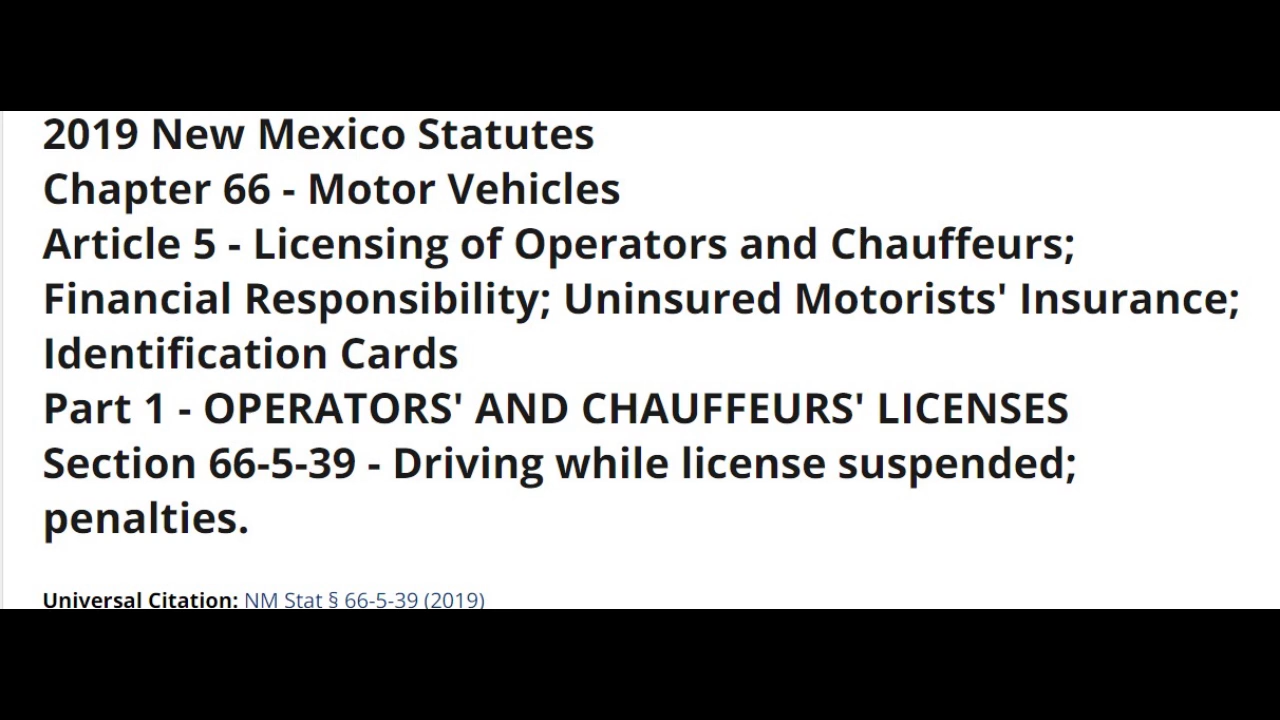 2019 New Mexico Statutes
Chapter 66 - Motor Vehicles
Article 5 - Licensing of Operators and Chauffeurs;
Financial Responsibility; Uninsured Motorists' Insurance;
Identification Cards
Part 1 - OPERATORS' AND CHAUFFEURS' LICENSES
Section 66-5-39 - Driving while license suspended;
penalties.
Universal Citation: NM Stat § 66-5-39 (2019)